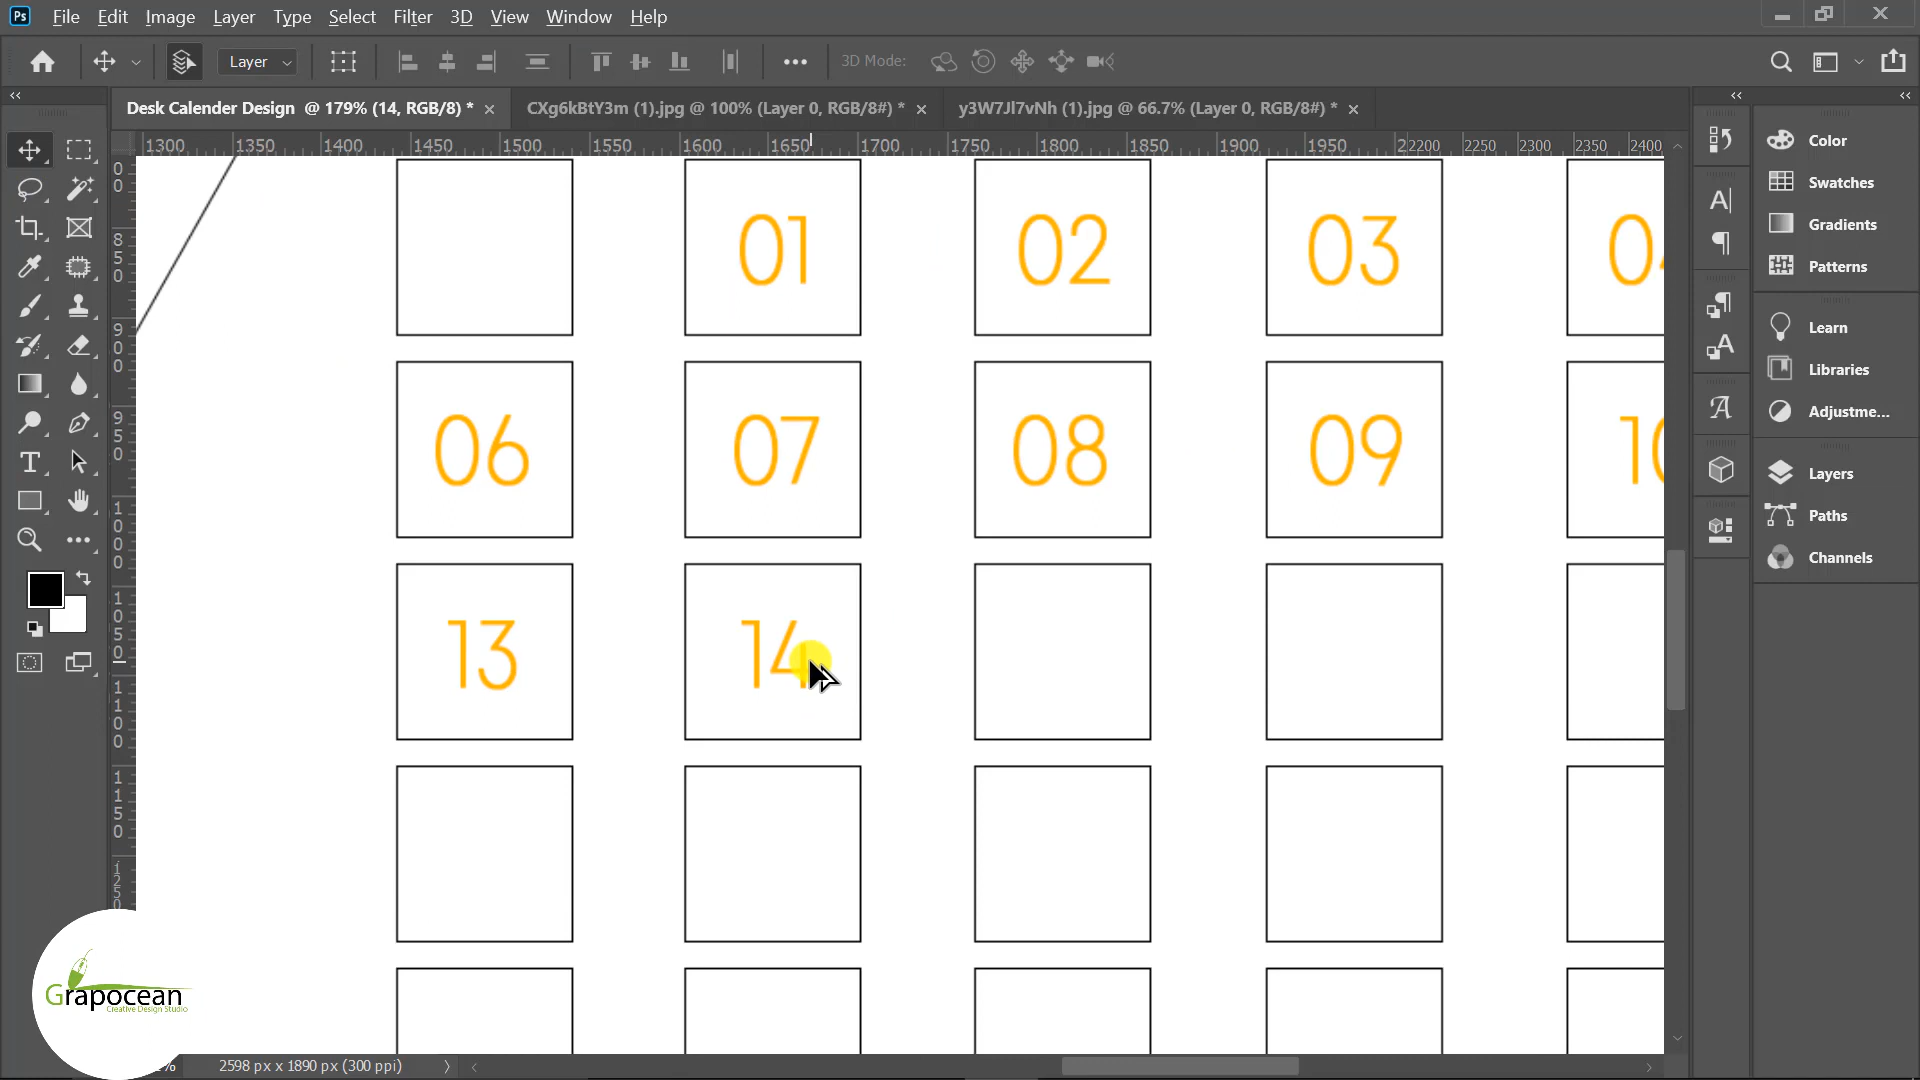 Ps File Edit Image Layer Type Select Filter 3D View Window Help
Layer 3D Mode:
Desk Calender Design @ 179% (14, RGB/8) * CXg6kBtY3m (1).jpg @ 100% (Layer 0, RGB/8#) * y3W7Jl7vNh (1).jpg @ 66.7% (Layer 0, RGB/8#) *
1300 1350 1400 1450 1500 1550 1600 1650 1700 1750 1800 1850 1900 1950 2200 2250 2300 2350 2400
01 02 03
06 07 08 09
13 14
Color
Swatches
Gradients
Patterns
Learn
Libraries
Adjustme...
Layers
Paths
Channels
Grapocean
Creative Design Studio
2598 px x 1890 px (300 ppi)